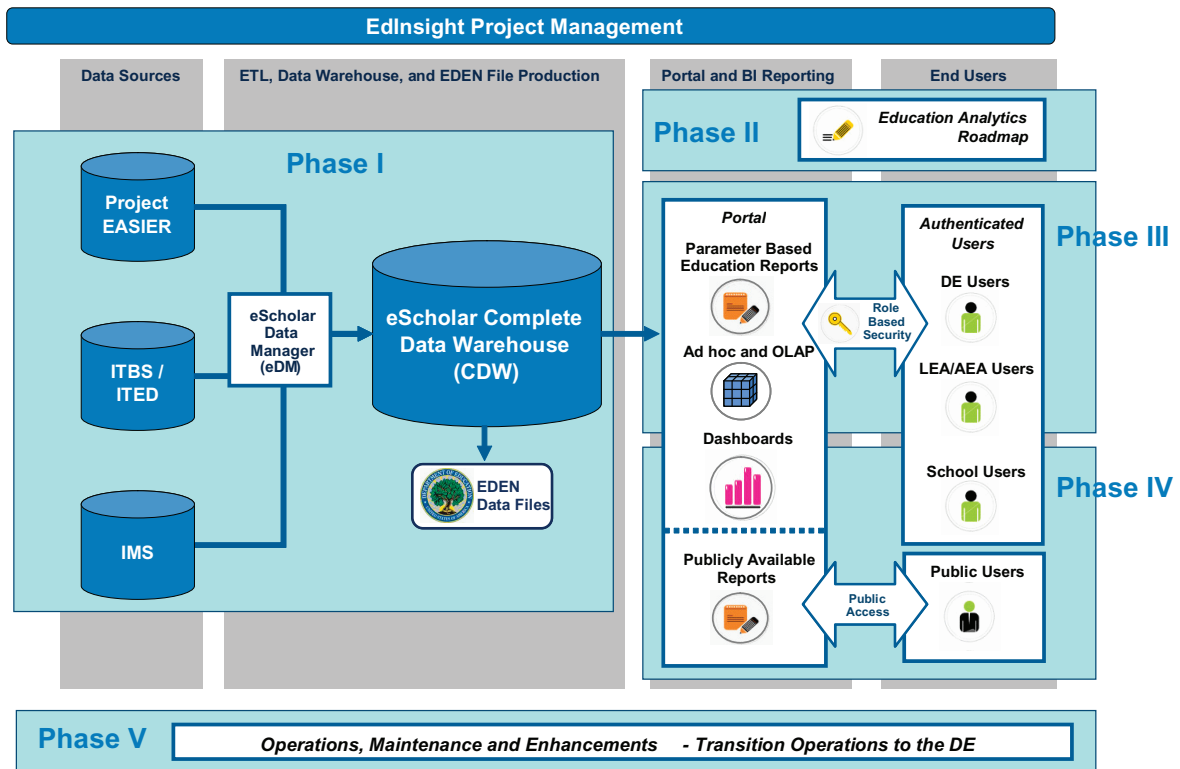 EdInsight Project Management
Data Sources
ETL, Data Warehouse, and EDEN File Production
Portal and BI Reporting
End Users
Phase I
Project
EASIER
ITBS /
ITED
IMS
eScholar
Data
Manager
(eDM)
eScholar Complete
Data Warehouse
(CDW)
EDEN
Data Files
Phase II
Education Analytics
Roadmap
Phase III
Portal
Parameter Based
Education Reports
Ad hoc and OLAP
Dashboards
Publicly Available
Reports
Role
Based
Security
Public
Access
Authenticated
Users
DE Users
LEA/AEA Users
School Users
Public Users
Phase IV
Phase V
Operations, Maintenance and Enhancements - Transition Operations to the DE